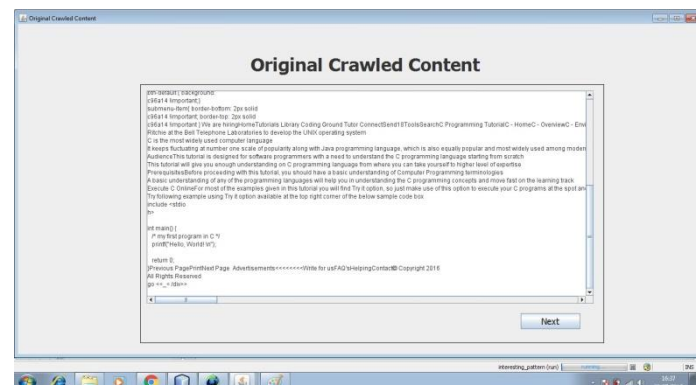 Original Crawled Content
Original Crawled Content
btn-default { background:
c96a14 !important;}
submenu-item{ border-bottom: 2px solid
c96a14 !important; border-top: 2px solid
c96a14 !important } We are hiringHomeTutorials Library Coding Ground Tutor ConnectSend18ToolsSearchC Programming TutorialC - HomeC - OverviewC - Envi
Ritchie at the Bell Telephone Laboratories to develop the UNIX operating system
C is the most widely used computer language
It keeps fluctuating at number one scale of popularity along with Java programming language, which is also equally popular and most widely used among modern
AudienceThis tutorial is designed for software programmers with a need to understand the C programming language starting from scratch
This tutorial will give you enough understanding on C programming language from where you can take yourself to higher level of expertise
PrerequisitesBefore proceeding with this tutorial, you should have a basic understanding of Computer Programming terminologies
A basic understanding of any of the programming languages will help you in understanding the C programming concepts and move fast on the learning track
Execute C OnlineFor most of the examples given in this tutorial you will find Try it option, so just make use of this option to execute your C programs at the spot an
Try following example using Try it option available at the top right corner of the below sample code box
include <stdio
h>
int main() {
/* my first program in C */
printf("Hello, World! \n");
return 0;
}Previous PagePrintNext Page Advertisements<<<<<<<<Write for usFAQ'sHelpingContact© Copyright 2016
All Rights Reserved
go <<_< /div<<
Next
interesting_pattern (run)
running...
INS
16:37